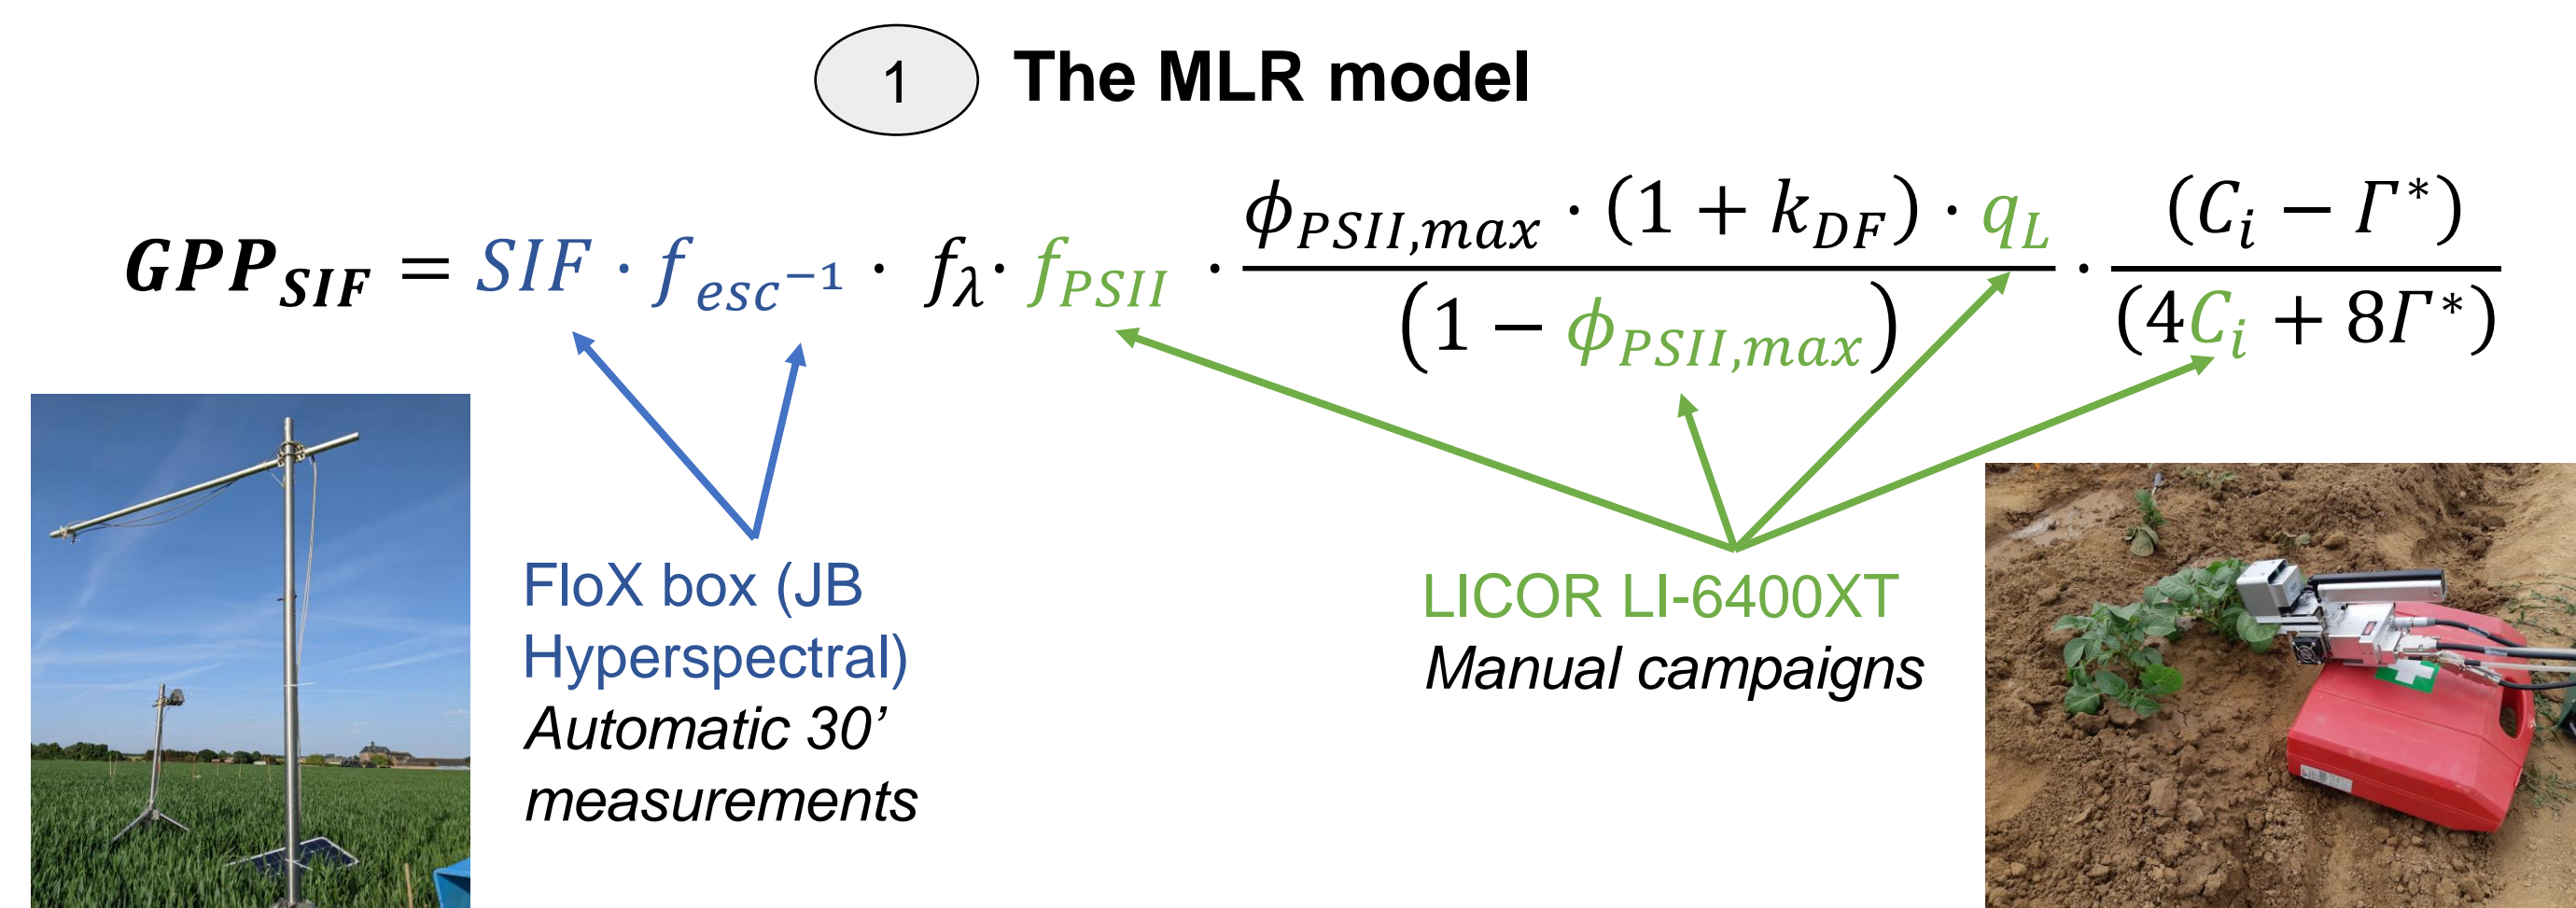 1 The MLR model
GPP_SIF = SIF · f_esc⁻¹ · f_λ · f_PSII · (ϕ_PSII,max · (1 + k_DF) · q_L) / (1 − ϕ_PSII,max) · (C_i − Γ*) / (4C_i + 8Γ*)
FloX box (JB
Hyperspectral)
Automatic 30’
measurements
LICOR LI-6400XT
Manual campaigns